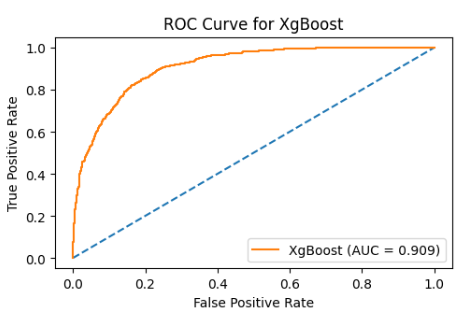 ROC Curve for XgBoost
1.0
0.8
0.6
0.4
0.2
0.0
True Positive Rate
XgBoost (AUC = 0.909)
0.0 0.2 0.4 0.6 0.8 1.0
False Positive Rate